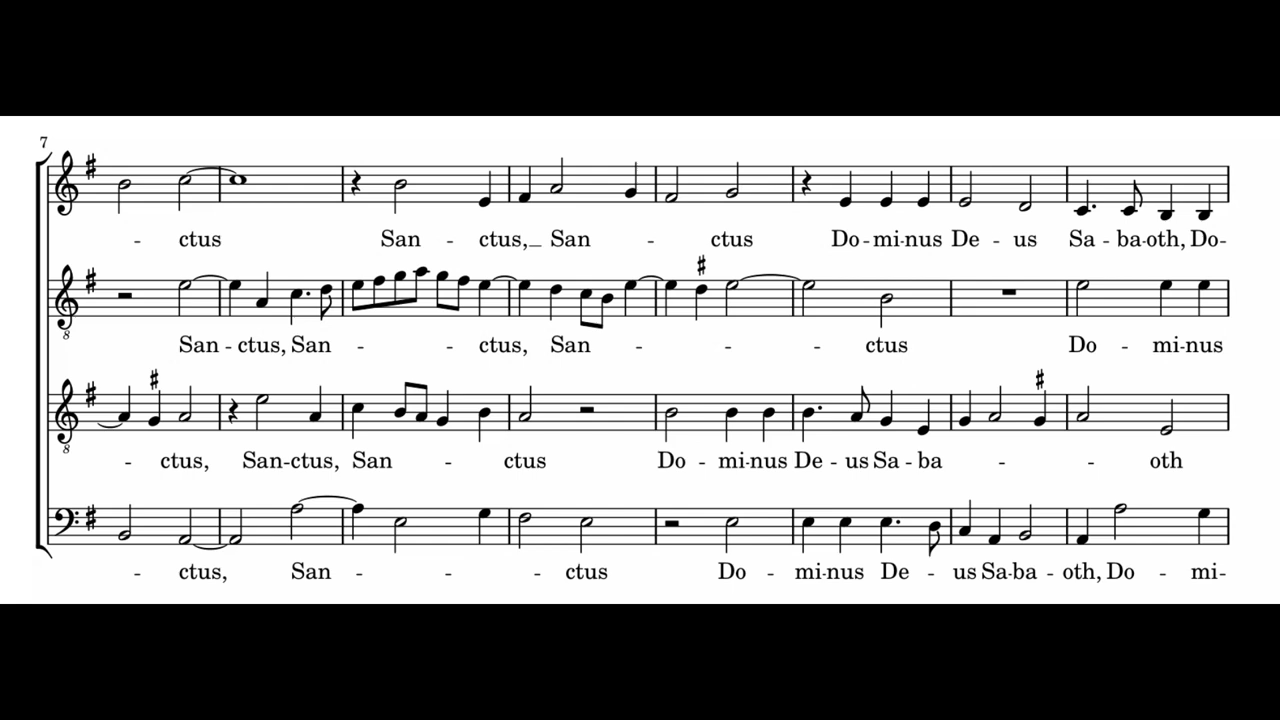 7
- ctus San - ctus,_ San - ctus Do-mi-nus De - us Sa-ba-oth, Do-
8
San-ctus, San - - ctus, San - - - ctus Do - mi-nus
8
- ctus, San-ctus, San - ctus Do - mi-nus De-us Sa-ba - - oth
- ctus, San - - - ctus Do - mi-nus De - us Sa-ba-oth, Do - mi-